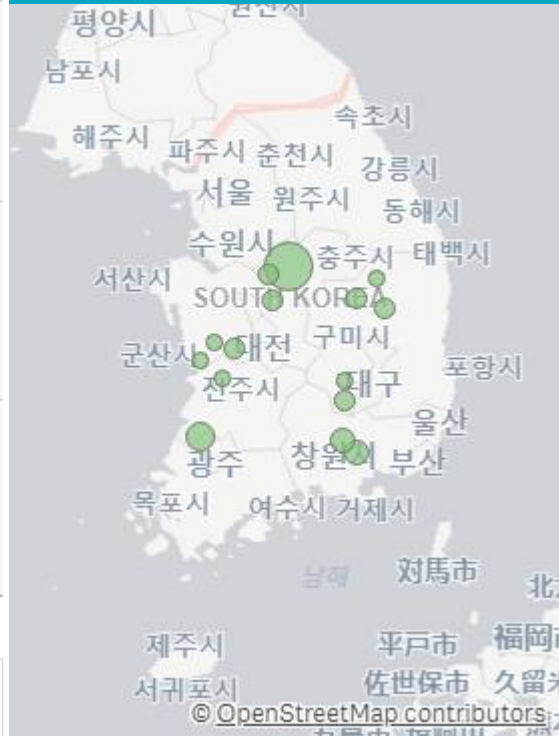 평양시
남포시
속초시
해주시 파주시 춘천시
강릉시
서울 원주시
동해시
수원시 충주시 태백시
서산시
SOUTH KOREA
구미시
군산시 대전
포항시
전주시 대구
울산
창원시 부산
광주
목포시 여수시 거제시
남해
対馬市
제주시 平戸市 福岡
서귀포시 佐世保市 久留米
© OpenStreetMap contributors